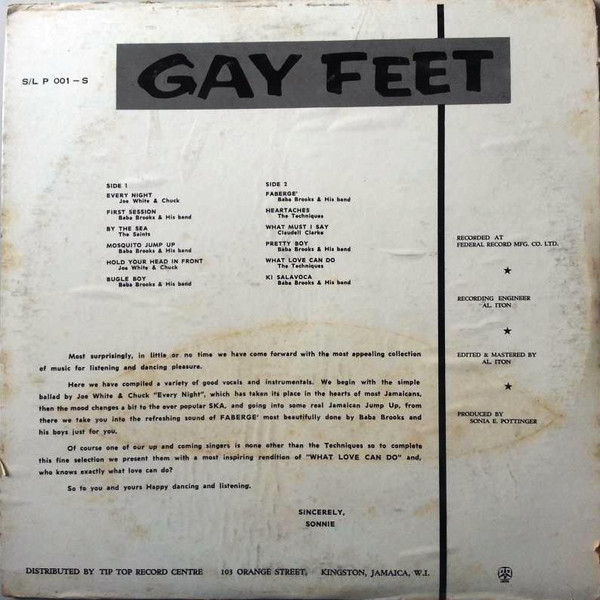 S/L P 001 – S
GAY FEET
SIDE 1
EVERY NIGHT
Joe White & Chuck
FIRST SESSION
Baba Brooks & His band
BY THE SEA
The Saints
MOSQUITO JUMP UP
Baba Brooks & His band
HOLD YOUR HEAD IN FRONT
Joe White & Chuck
BUGLE BOY
Baba Brooks & His band
SIDE 2
FABERGE'
Baba Brooks & His band
HEARTACHES
The Techniques
WHAT MUST I SAY
Claudell Clarke
PRETTY BOY
Baba Brooks & His band
WHAT LOVE CAN DO
The Techniques
KI SALAVOCA
Baba Brooks & His band
RECORDED AT
FEDERAL RECORD MFG. CO. LTD.
RECORDING ENGINEER
AL. ITON
EDITED & MASTERED BY
AL. ITON
PRODUCED BY
SONIA E. POTTINGER
Most surprisingly, in little or no time we have come forward with the most appealing collection
of music for listening and dancing pleasure.
Here we have compiled a variety of good vocals and instrumentals. We begin with the simple
ballad by Joe White & Chuck "Every Night", which has taken its place in the hearts of most Jamaicans,
then the mood changes a bit to the ever popular SKA, and going into some real Jamaican Jump Up, from
there we take you into the refreshing sound of FABERGE' most beautifully done by Baba Brooks and
his boys just for you.
Of course one of our up and coming singers is none other than the Techniques so to complete
this fine selection we present them with a most inspiring rendition of "WHAT LOVE CAN DO" and,
who knows exactly what love can do?
So to you and yours Happy dancing and listening.
SINCERELY,
SONNIE
DISTRIBUTED BY TIP TOP RECORD CENTRE 103 ORANGE STREET, KINGSTON, JAMAICA, W.I.